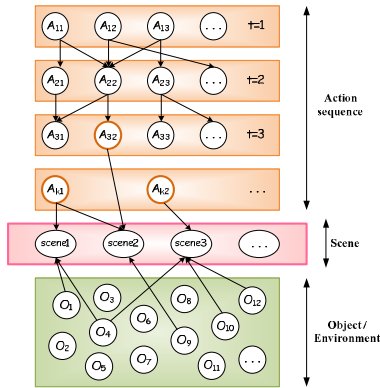 A11 A12 A13 ... t=1
A21 A22 A23 ... t=2
Action
sequence
A31 A32 A33 ... t=3
Ak1 Ak2 ...
scene1 scene2 scene3 ...
Scene
O1 O3 O8 O12
O2 O4 O6 O9 O10
Object /
Environment
O5 O7 O11 ...